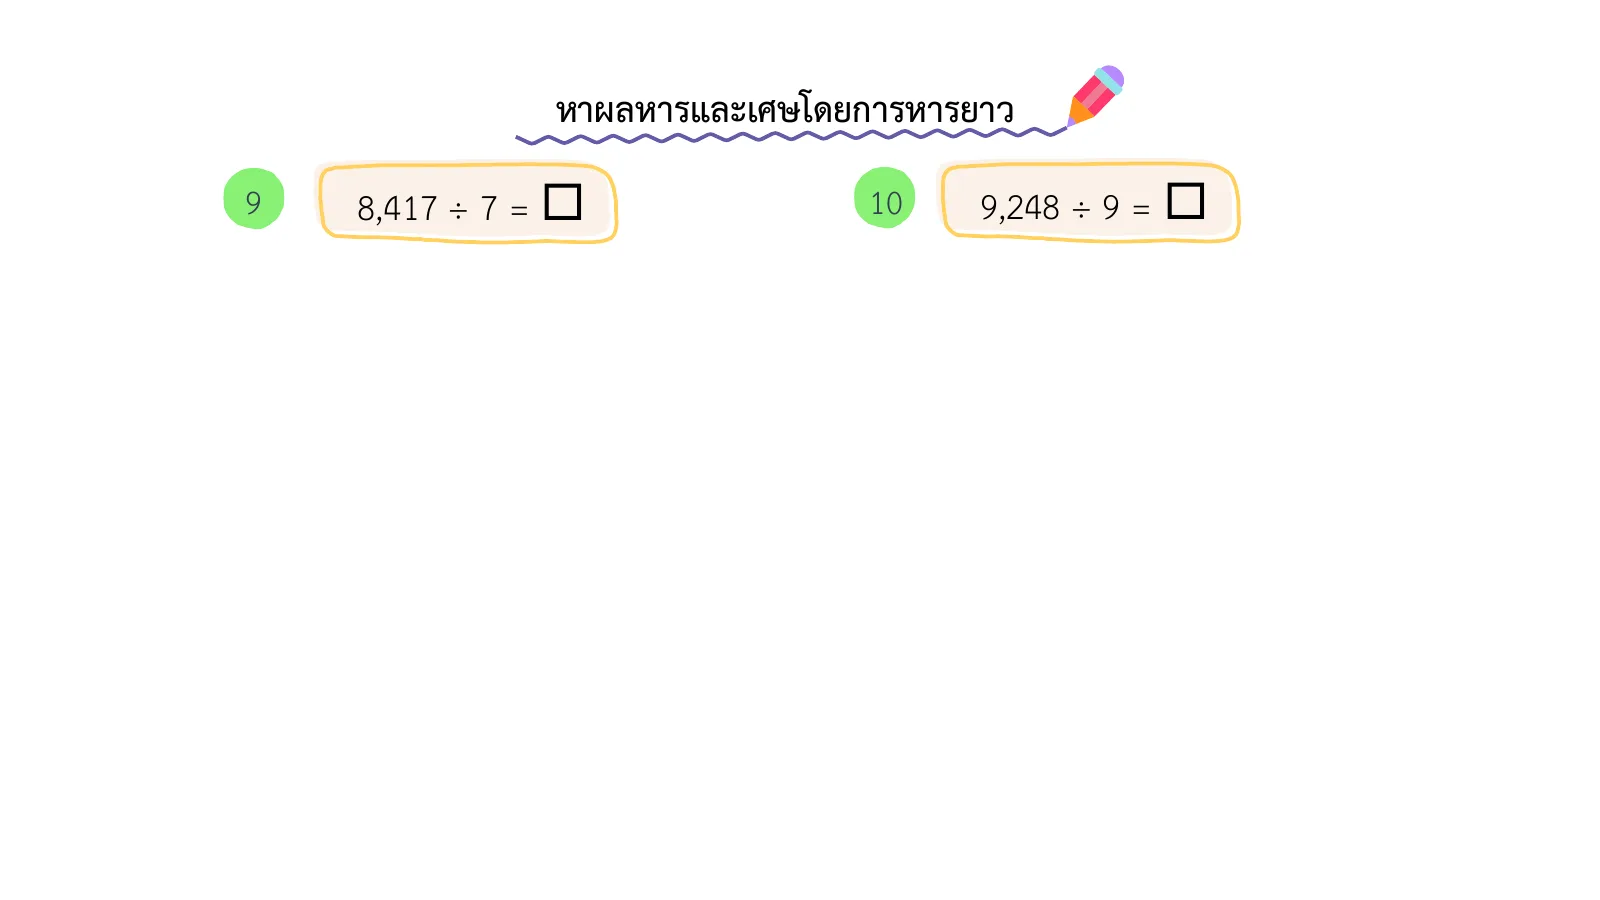 หาผลหารและเศษโดยการหารยาว
9 8,417 ÷ 7 = □
10 9,248 ÷ 9 = □